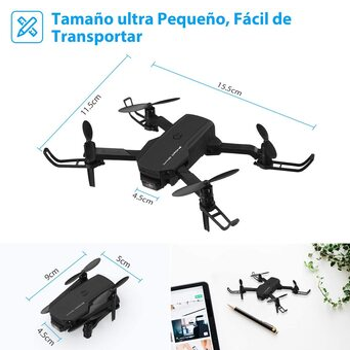 Tamaño ultra Pequeño, Fácil de
Transportar
11.5cm
15.5cm
4.5cm
9cm
5cm
4.5cm